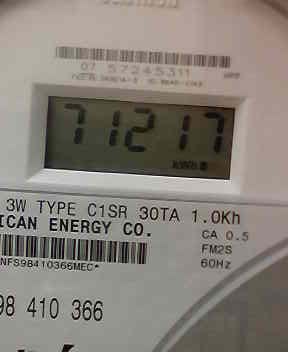 07 57245311
71217
kWh
3W TYPE C1SR 30TA 1.0Kh
ICAN ENERGY CO.
CA 0.5
FM2S
60Hz
NFS98410366MEC*
98 410 366